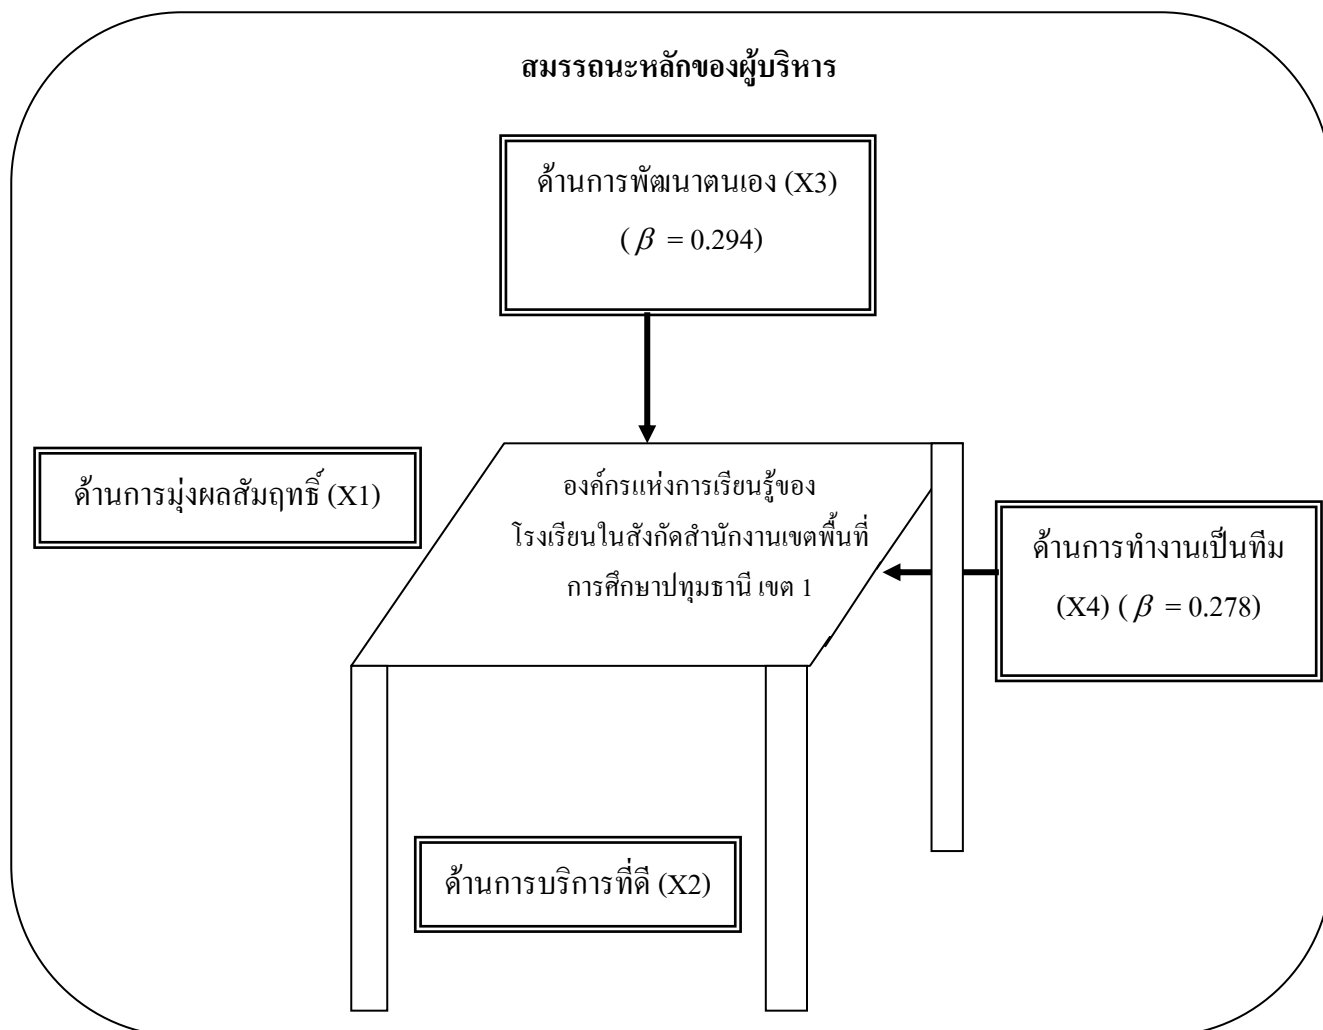 สมรรถนะหลักของผู้บริหาร
ด้านการพัฒนาตนเอง (X3)
( β = 0.294)
ด้านการมุ่งผลสัมฤทธิ์ (X1)
องค์กรแห่งการเรียนรู้ของ
โรงเรียนในสังกัดสำนักงานเขตพื้นที่
การศึกษาปทุมธานี เขต 1
ด้านการทำงานเป็นทีม
(X4) ( β = 0.278)
ด้านการบริการที่ดี (X2)